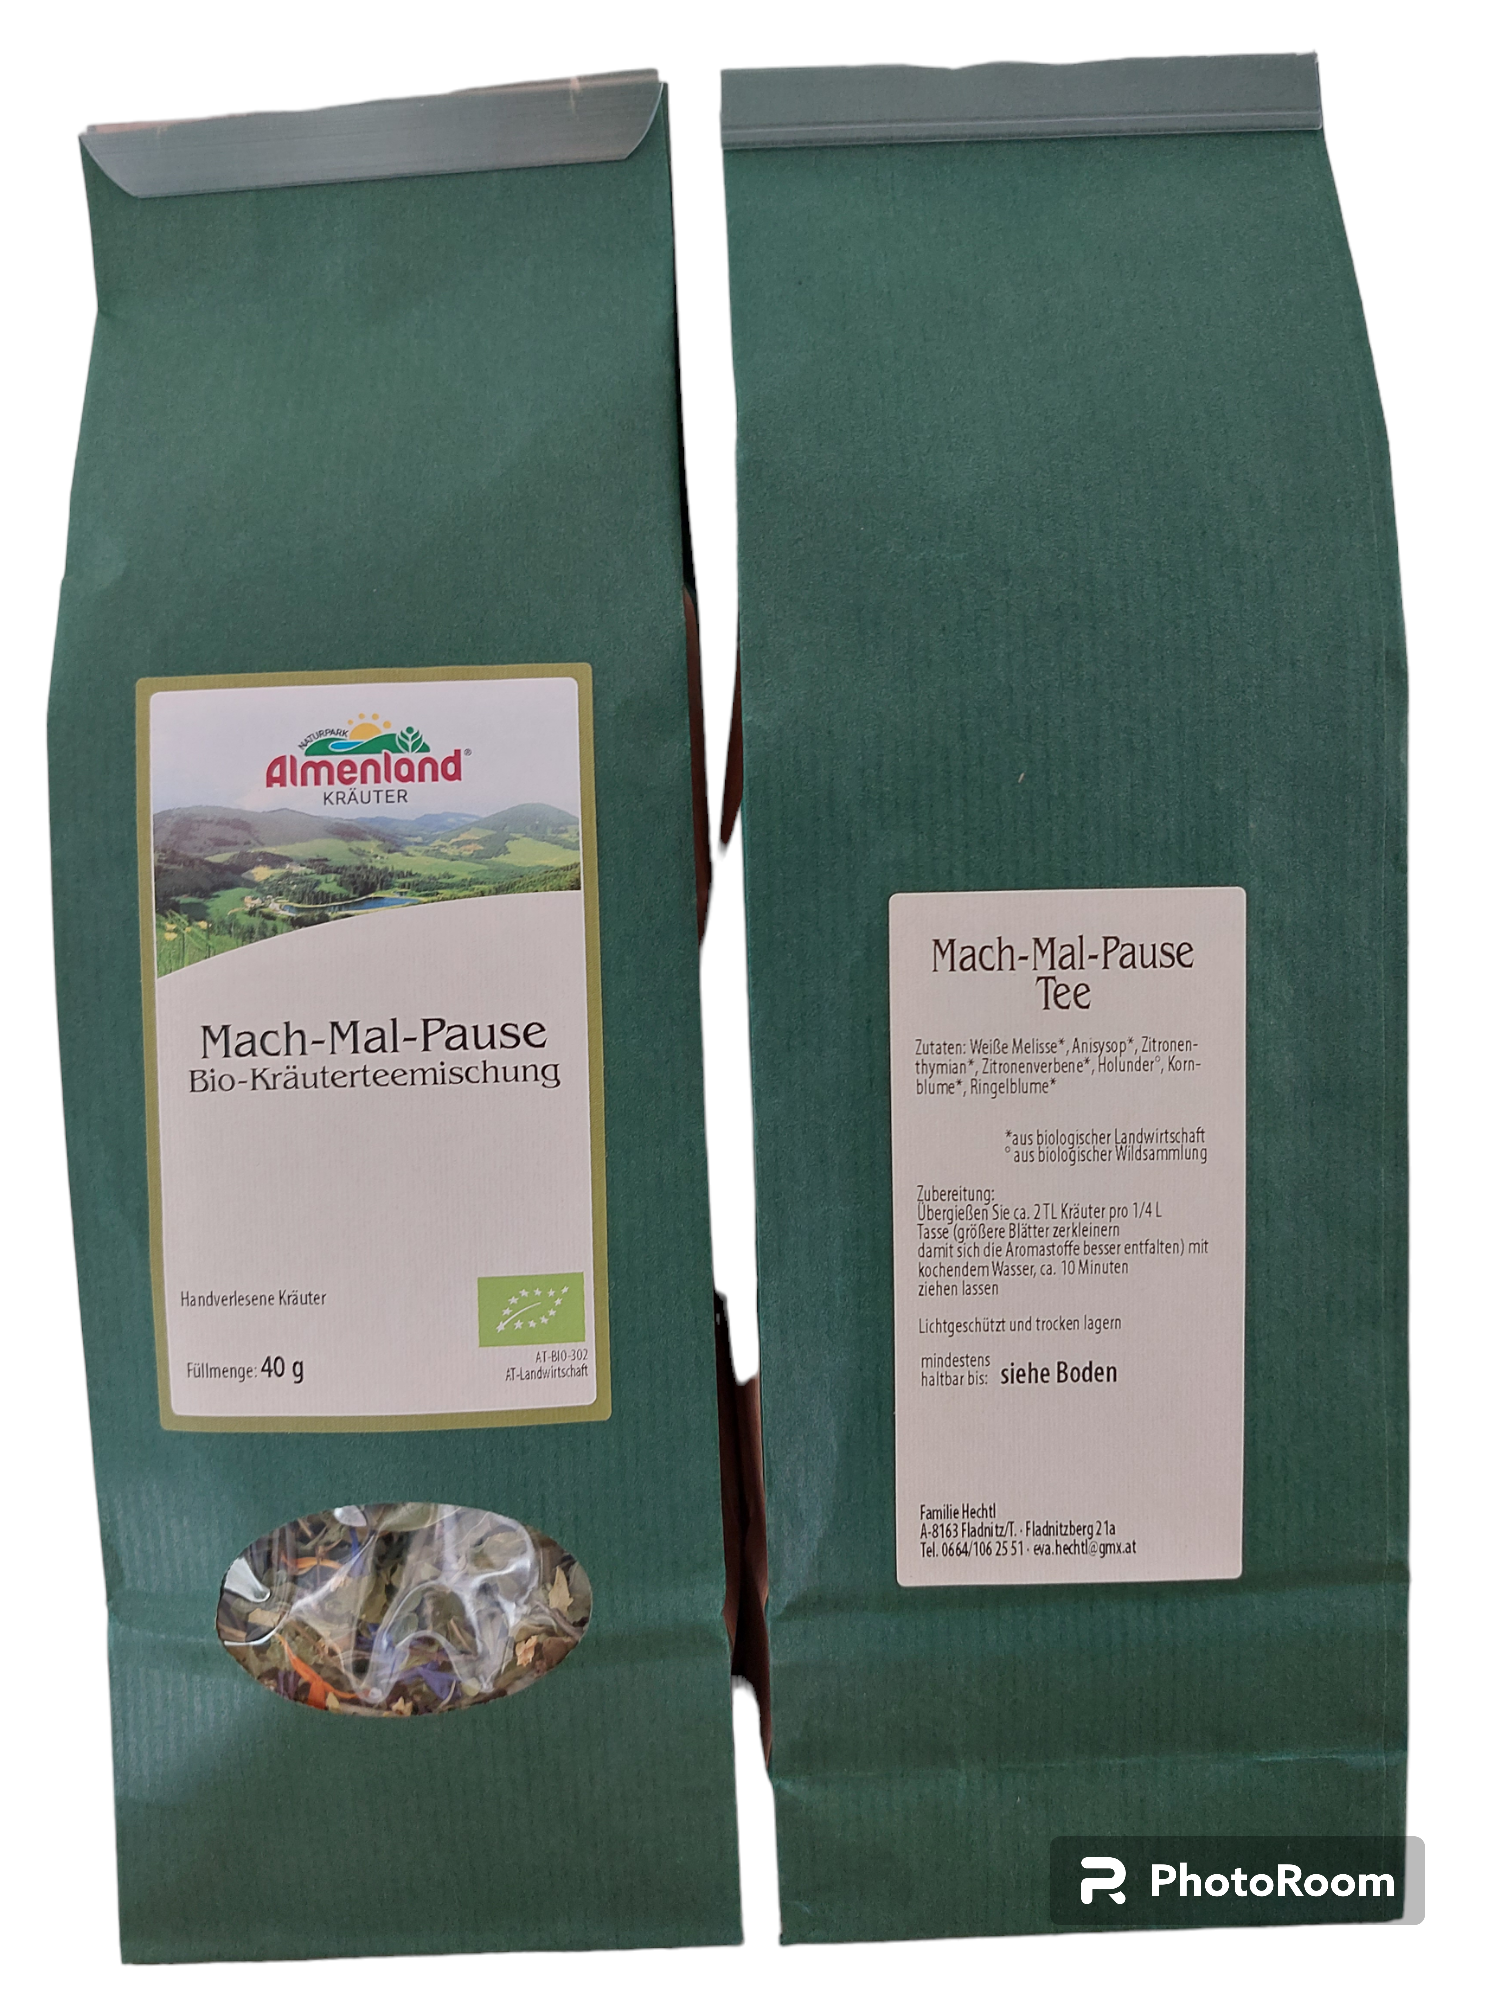 NATURPARK
Almenland®
KRÄUTER
Mach-Mal-Pause
Bio-Kräuterteemischung
Handverlesene Kräuter
Füllmenge: 40 g
AT-BIO-302
AT-Landwirtschaft
Mach-Mal-Pause
Tee
Zutaten: Weiße Melisse*, Anisysop*, Zitronen-
thymian*, Zitronenverbene*, Holunder°, Korn-
blume*, Ringelblume*
*aus biologischer Landwirtschaft
°aus biologischer Wildsammlung
Zubereitung:
Übergießen Sie ca. 2 TL Kräuter pro 1/4 L
Tasse (größere Blätter zerkleinern
damit sich die Aromastoffe besser entfalten) mit
kochendem Wasser, ca. 10 Minuten
ziehen lassen
Lichtgeschützt und trocken lagern
mindestens
haltbar bis: siehe Boden
Familie Hechtl
A-8163 Fladnitz/T. · Fladnitzberg 21a
Tel. 0664/106 25 51 · eva.hechtl@gmx.at
PhotoRoom